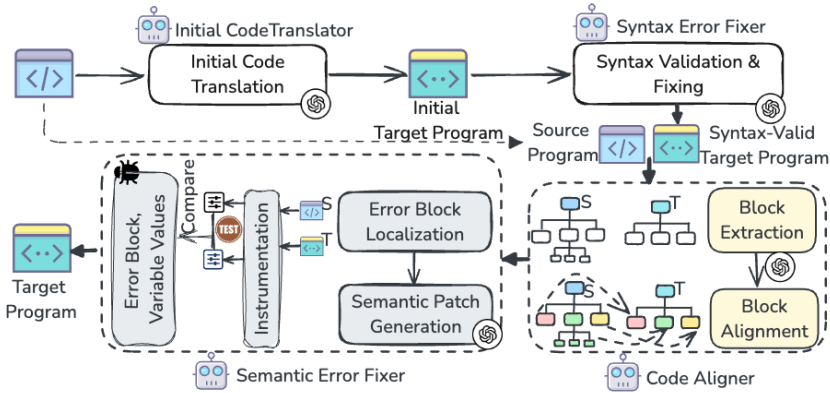 Initial CodeTranslator
Syntax Error Fixer
</>
Initial Code
Translation
<··>
Initial
Target Program
Syntax Validation &
Fixing
Source
Program
</>
<··>
Syntax-Valid
Target Program
Error Block,
Variable Values
Compare
TEST
Instrumentation
</>
S
<··>
T
Error Block
Localization
Semantic Patch
Generation
S
T
Block
Extraction
S
T
Block
Alignment
<··>
Target
Program
Semantic Error Fixer
Code Aligner